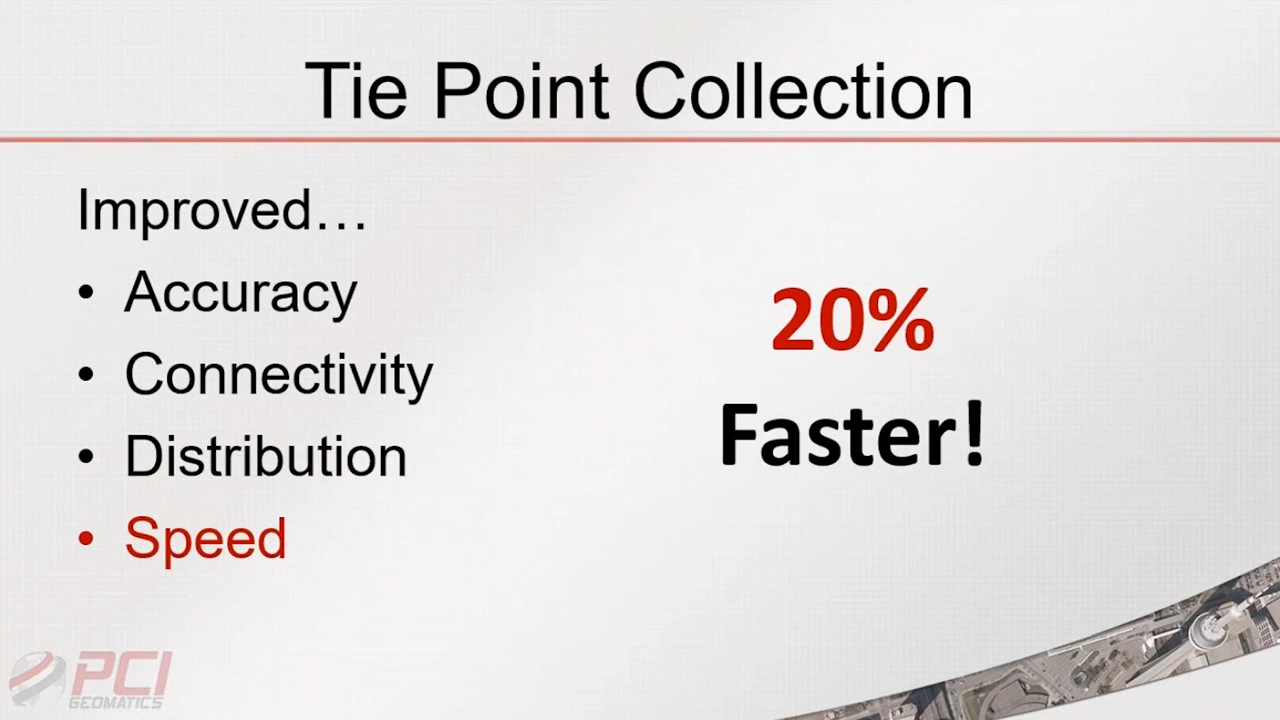 Tie Point Collection
Improved…
• Accuracy
• Connectivity
• Distribution
• Speed
20%
Faster!
PCI
GEOMATICS